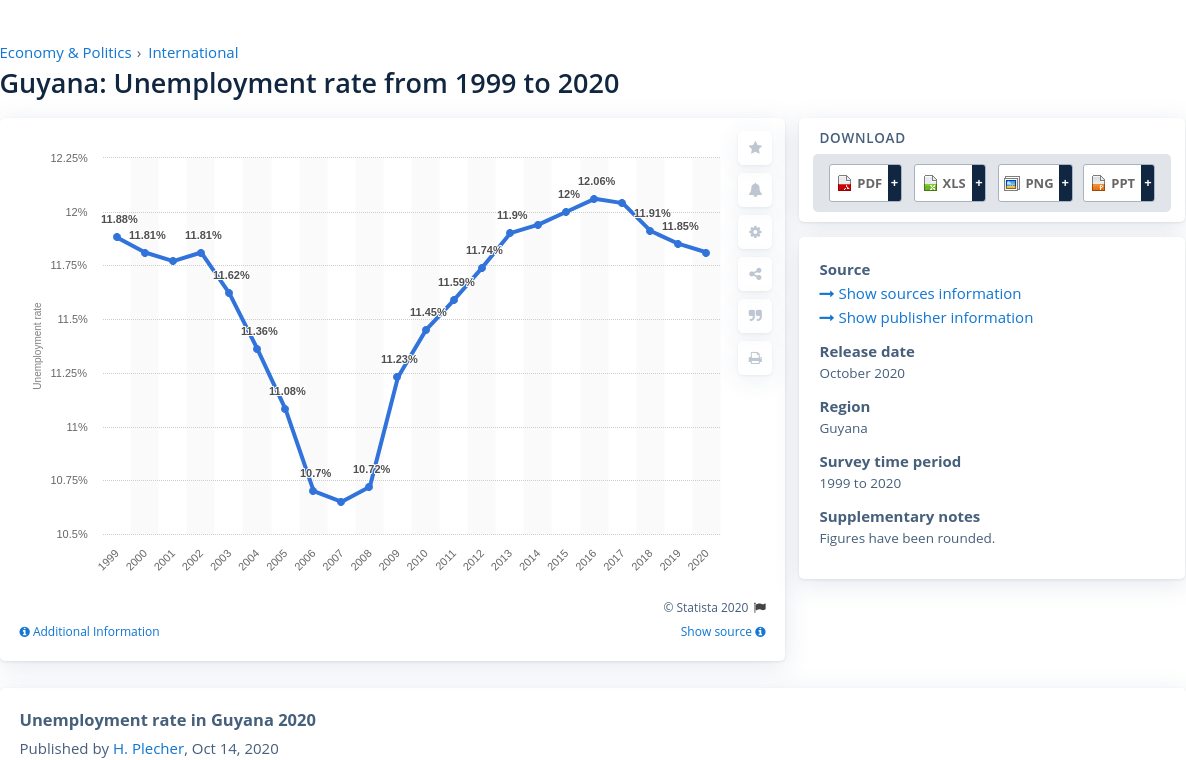 Economy & Politics › International
Guyana: Unemployment rate from 1999 to 2020
12.25%
12%
11.75%
11.5%
11.25%
11%
10.75%
10.5%
Unemployment rate
11.88%
11.81%
11.81%
11.62%
11.36%
11.08%
10.7%
10.72%
11.23%
11.45%
11.59%
11.74%
11.9%
12%
12.06%
11.91%
11.85%
1999 2000 2001 2002 2003 2004 2005 2006 2007 2008 2009 2010 2011 2012 2013 2014 2015 2016 2017 2018 2019 2020
© Statista 2020
Additional Information
Show source
DOWNLOAD
PDF + XLS + PNG + PPT +
Source
Show sources information
Show publisher information
Release date
October 2020
Region
Guyana
Survey time period
1999 to 2020
Supplementary notes
Figures have been rounded.
Unemployment rate in Guyana 2020
Published by H. Plecher, Oct 14, 2020